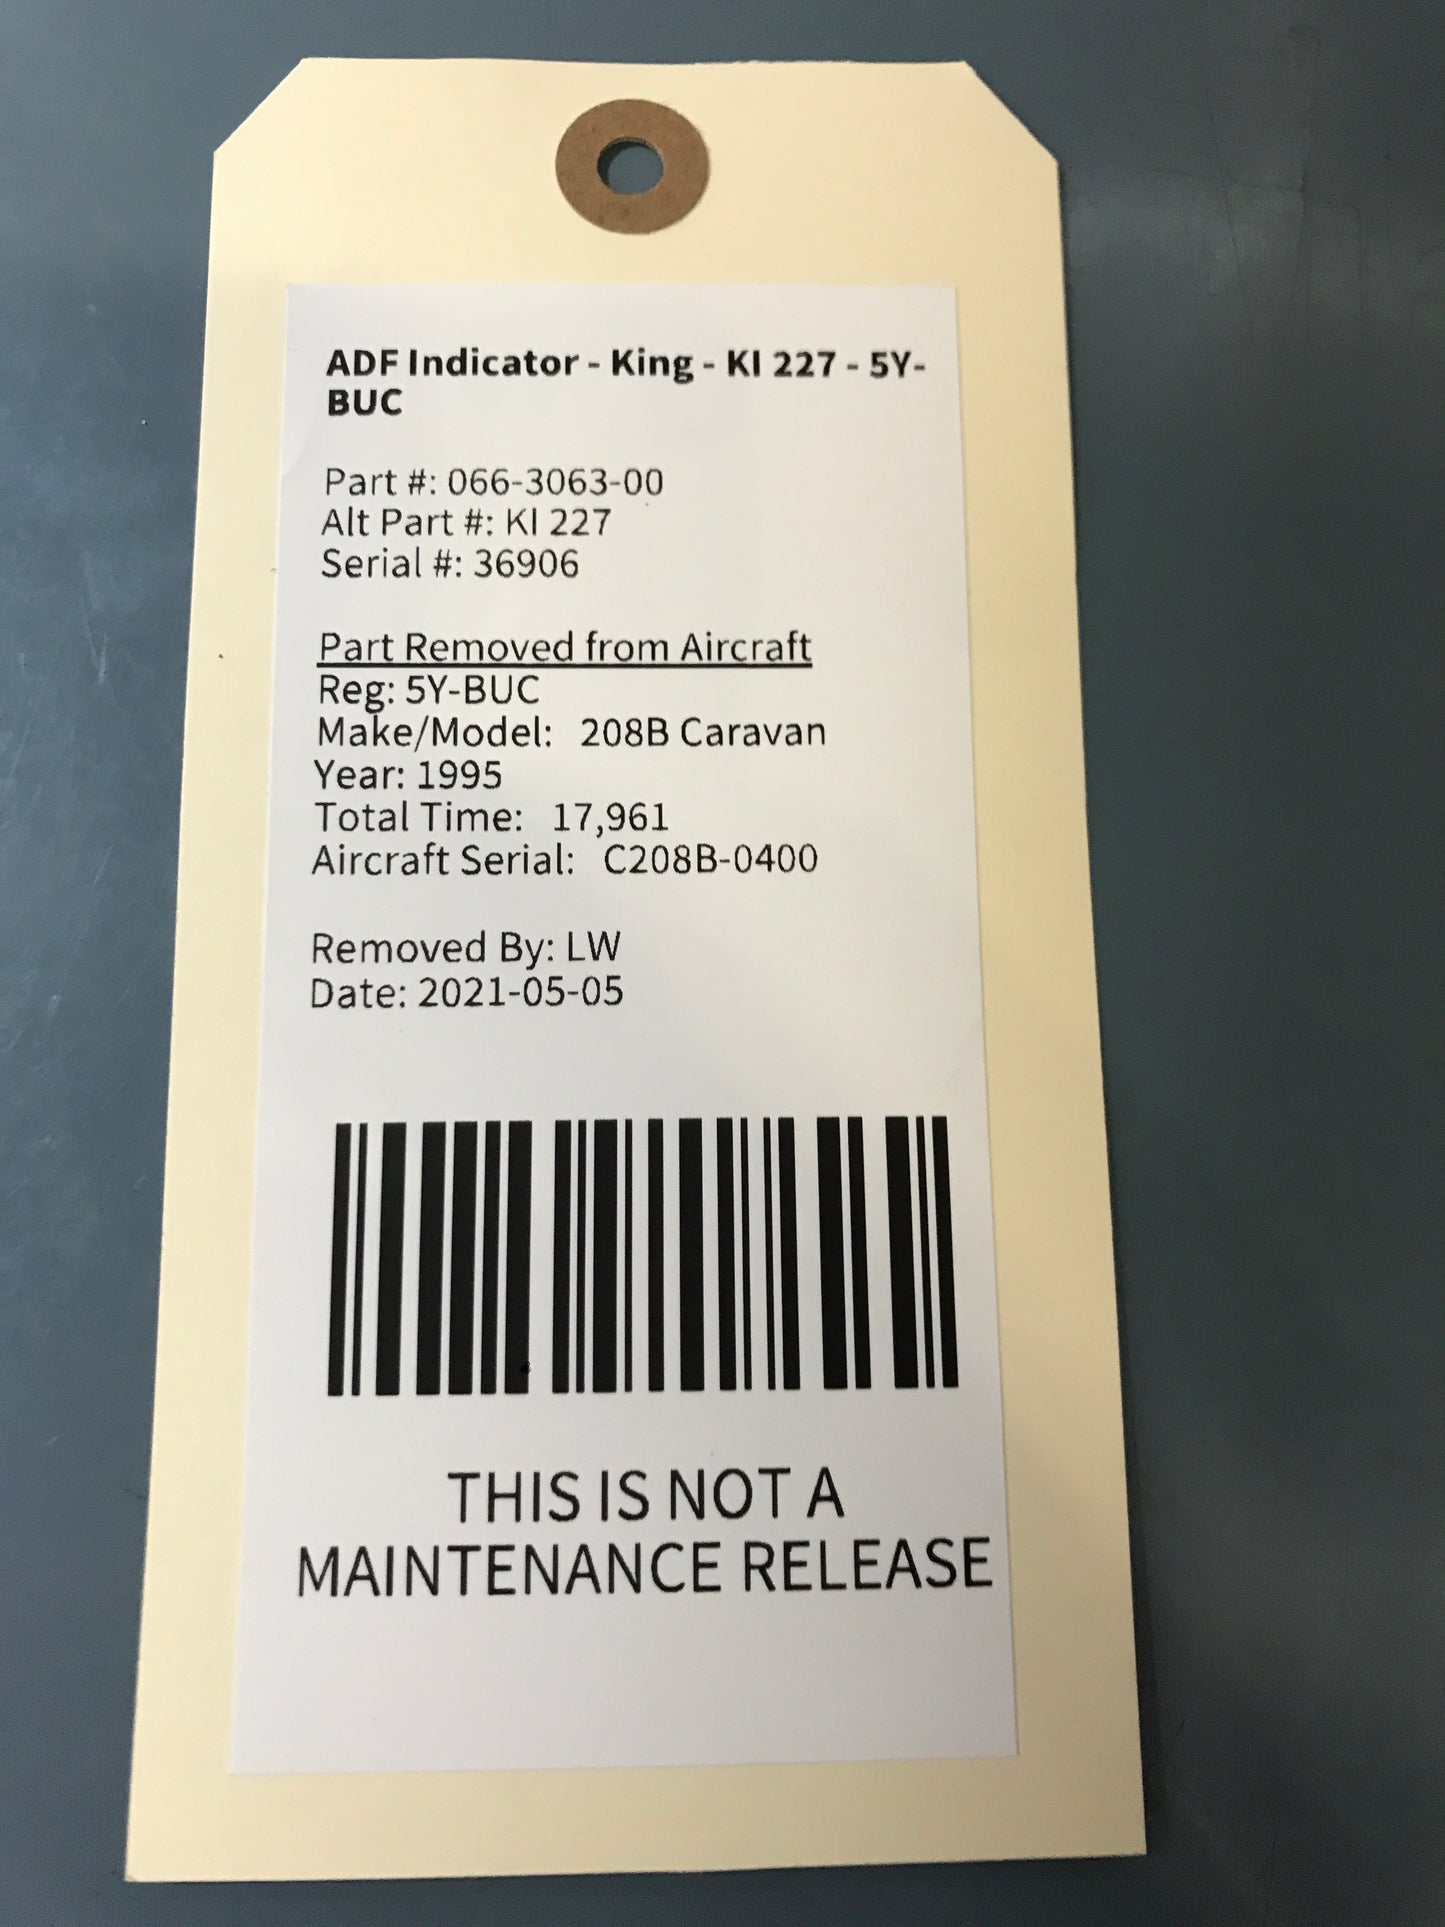 ADF Indicator - King - KI 227 - 5Y-
BUC
Part #: 066-3063-00
Alt Part #: KI 227
Serial #: 36906
Part Removed from Aircraft
Reg: 5Y-BUC
Make/Model: 208B Caravan
Year: 1995
Total Time: 17,961
Aircraft Serial: C208B-0400
Removed By: LW
Date: 2021-05-05
THIS IS NOT A
MAINTENANCE RELEASE